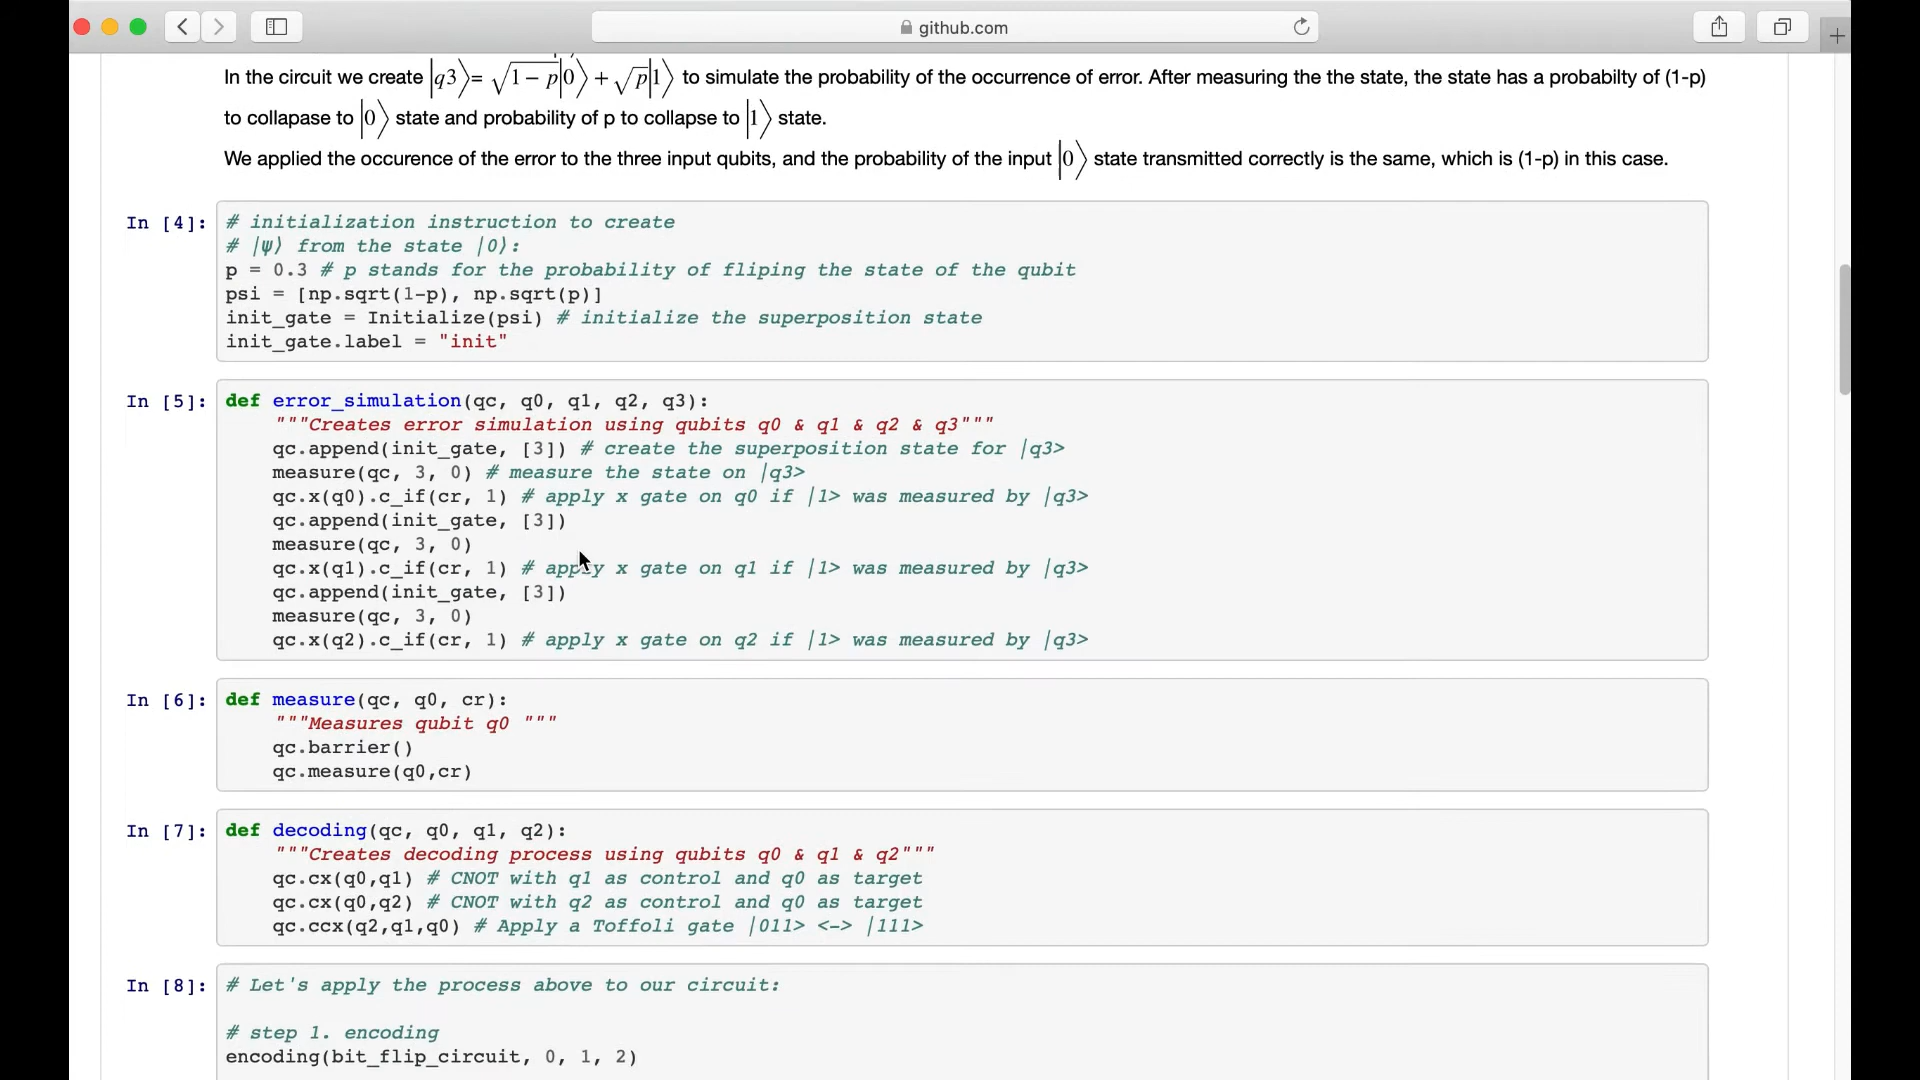 github.com
In the circuit we create |q3⟩= √1 − p|0⟩ + √p|1⟩ to simulate the probability of the occurrence of error. After measuring the the state, the state has a probabilty of (1-p)
to collapase to |0⟩ state and probability of p to collapse to |1⟩ state.
We applied the occurence of the error to the three input qubits, and the probability of the input |0⟩ state transmitted correctly is the same, which is (1-p) in this case.
In [4]: # initialization instruction to create
# |ψ⟩ from the state |0⟩:
p = 0.3 # p stands for the probability of fliping the state of the qubit
psi = [np.sqrt(1-p), np.sqrt(p)]
init_gate = Initialize(psi) # initialize the superposition state
init_gate.label = "init"
In [5]: def error_simulation(qc, q0, q1, q2, q3):
"""Creates error simulation using qubits q0 & q1 & q2 & q3"""
qc.append(init_gate, [3]) # create the superposition state for |q3>
measure(qc, 3, 0) # measure the state on |q3>
qc.x(q0).c_if(cr, 1) # apply x gate on q0 if |1> was measured by |q3>
qc.append(init_gate, [3])
measure(qc, 3, 0)
qc.x(q1).c_if(cr, 1) # apply x gate on q1 if |1> was measured by |q3>
qc.append(init_gate, [3])
measure(qc, 3, 0)
qc.x(q2).c_if(cr, 1) # apply x gate on q2 if |1> was measured by |q3>
In [6]: def measure(qc, q0, cr):
"""Measures qubit q0 """
qc.barrier()
qc.measure(q0,cr)
In [7]: def decoding(qc, q0, q1, q2):
"""Creates decoding process using qubits q0 & q1 & q2"""
qc.cx(q0,q1) # CNOT with q1 as control and q0 as target
qc.cx(q0,q2) # CNOT with q2 as control and q0 as target
qc.ccx(q2,q1,q0) # Apply a Toffoli gate |011> <-> |111>
In [8]: # Let's apply the process above to our circuit:
# step 1. encoding
encoding(bit_flip_circuit, 0, 1, 2)